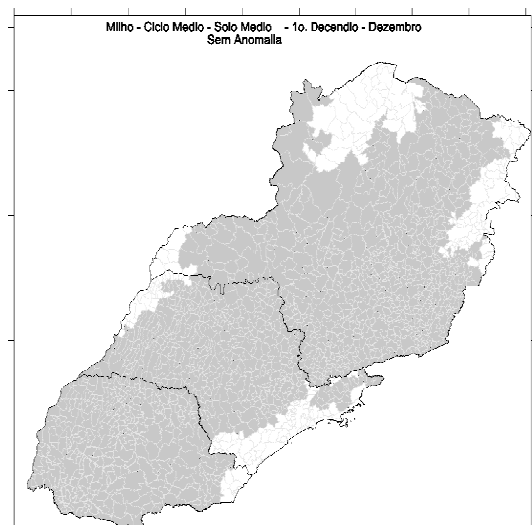 Milho - Ciclo Medio - Solo Medio - 1o. Decendio - Dezembro
Sem Anomalia